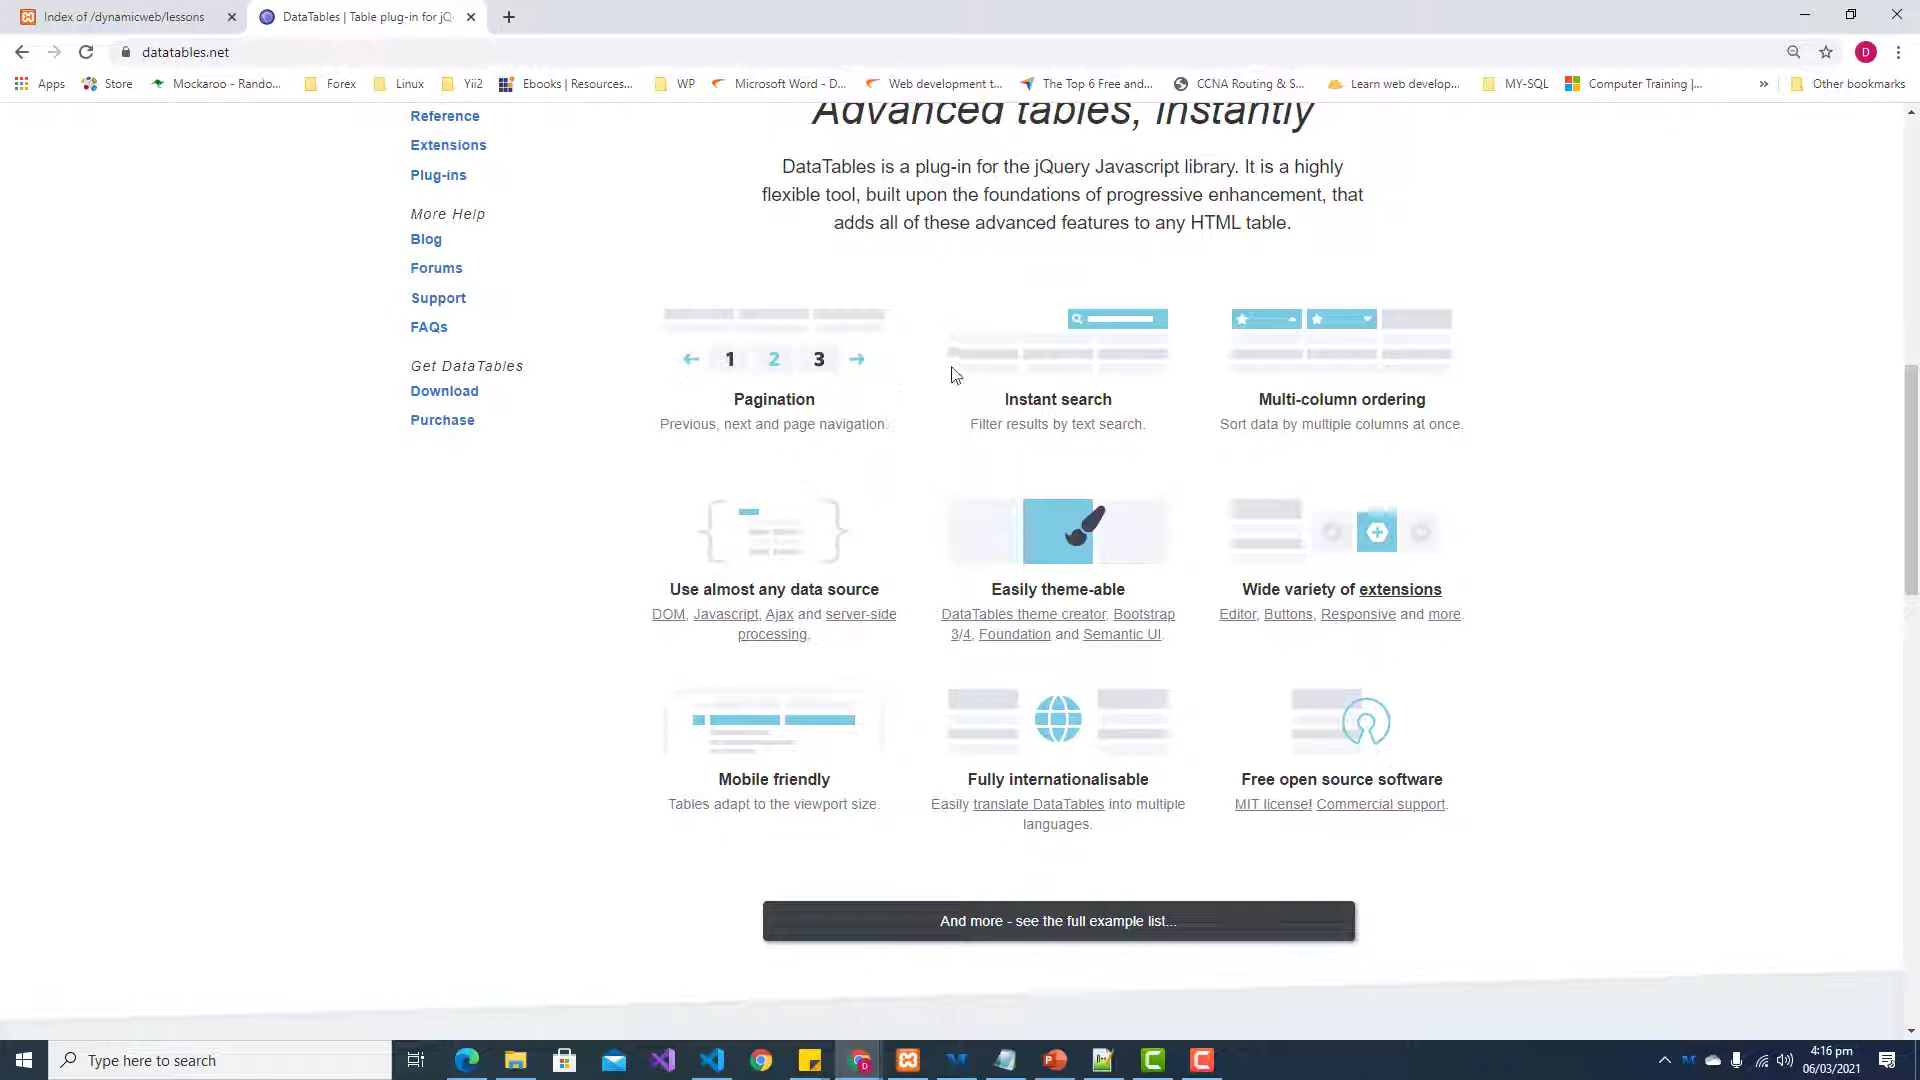 Index of /dynamicweb/lessons
DataTables | Table plug-in for jQ
datatables.net
D
Apps
Store
Mockaroo - Rando...
Forex
Linux
Yii2
Ebooks | Resources...
WP
Microsoft Word - D...
Web development t...
The Top 6 Free and...
CCNA Routing & S...
Learn web develop...
MY-SQL
Computer Training |...
»
Other bookmarks
Reference
Extensions
Plug-ins
More Help
Blog
Forums
Support
FAQs
Get DataTables
Download
Purchase
Advanced tables, instantly
DataTables is a plug-in for the jQuery Javascript library. It is a highly
flexible tool, built upon the foundations of progressive enhancement, that
adds all of these advanced features to any HTML table.
1 2 3
Pagination
Previous, next and page navigation.
Instant search
Filter results by text search.
Multi-column ordering
Sort data by multiple columns at once.
Use almost any data source
DOM, Javascript, Ajax and server-side
processing.
Easily theme-able
DataTables theme creator, Bootstrap
3/4, Foundation and Semantic UI.
Wide variety of extensions
Editor, Buttons, Responsive and more.
Mobile friendly
Tables adapt to the viewport size.
Fully internationalisable
Easily translate DataTables into multiple
languages.
Free open source software
MIT license! Commercial support.
And more - see the full example list...
Type here to search
4:16 pm
06/03/2021